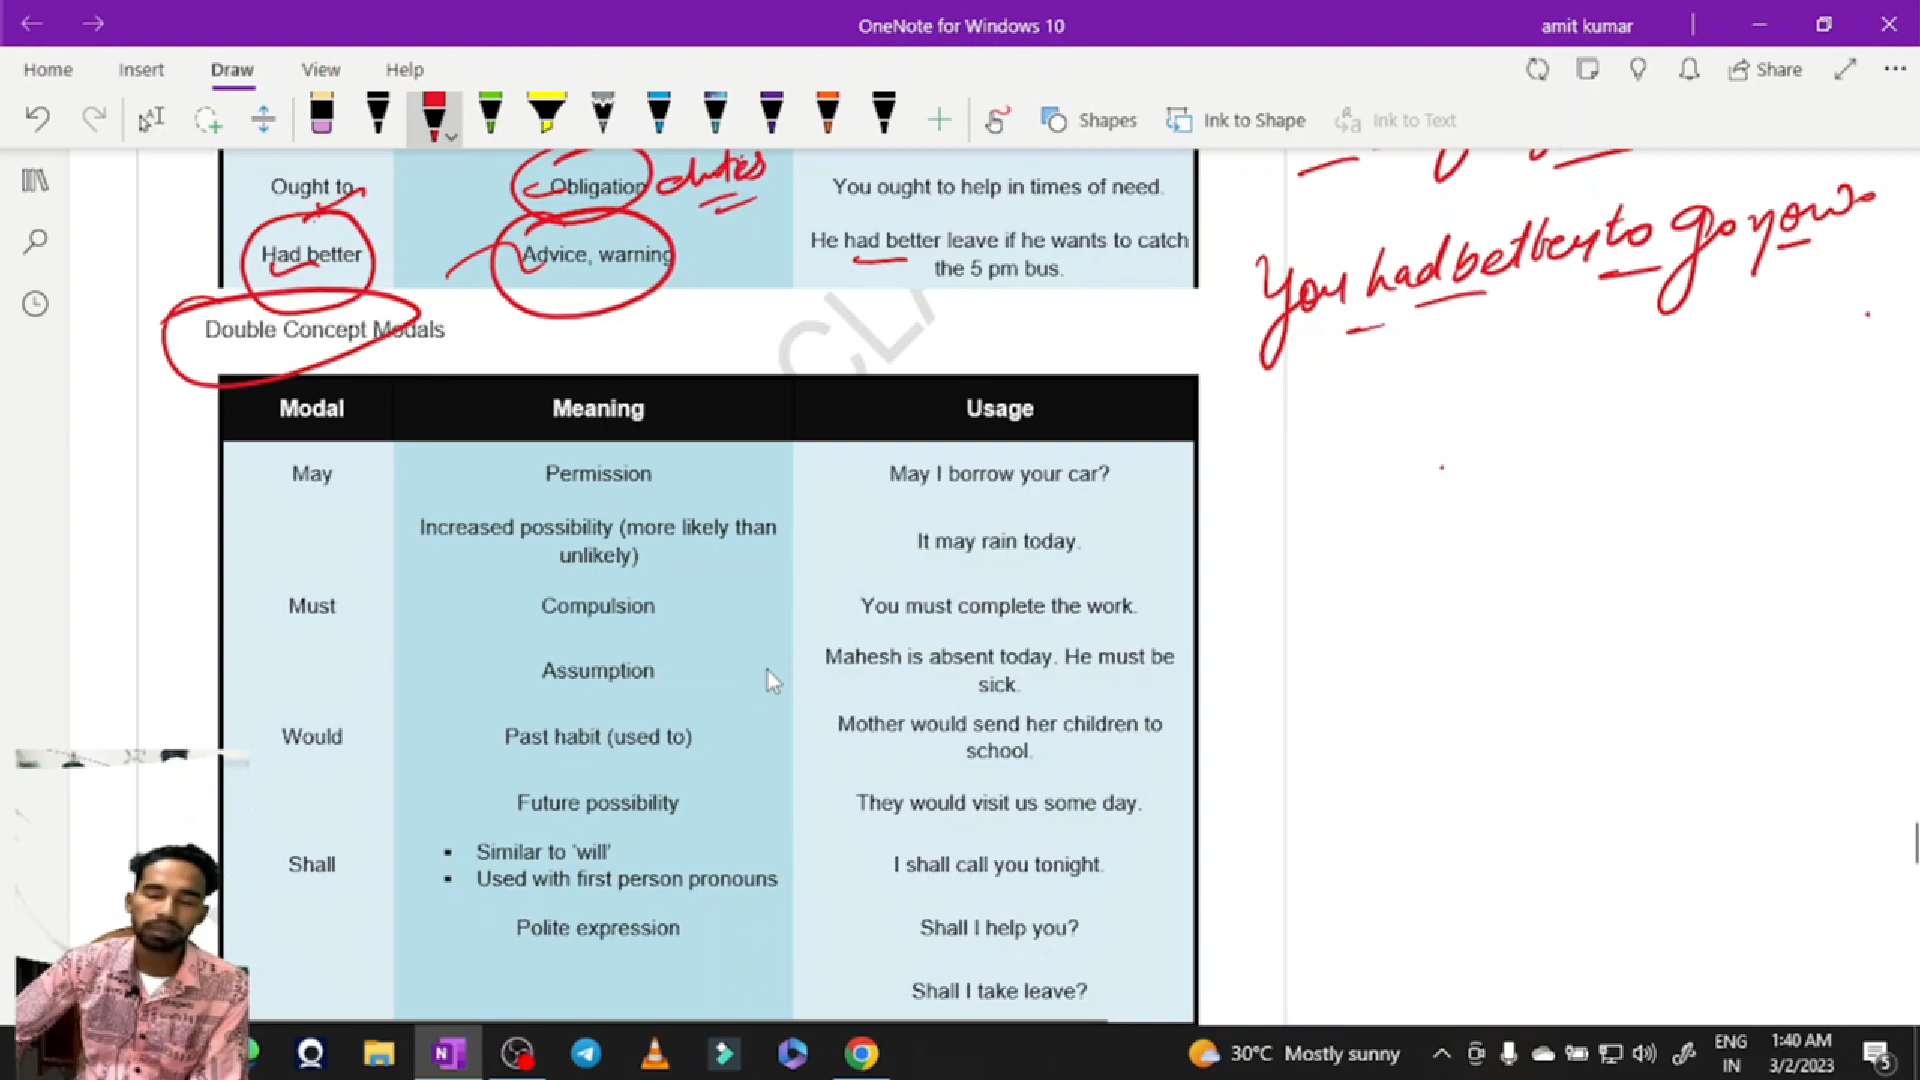 OneNote for Windows 10
amit kumar
Home Insert Draw View Help
Share
Shapes Ink to Shape Ink to Text
Ought to Obligation duties You ought to help in times of need.
Had better Advice, warning He had better leave if he wants to catch
the 5 pm bus.
You had better to go now
Double Concept Modals
CLA
Modal Meaning Usage
May Permission May I borrow your car?
Increased possibility (more likely than
unlikely) It may rain today.
Must Compulsion You must complete the work.
Assumption Mahesh is absent today. He must be
sick.
Would Past habit (used to) Mother would send her children to
school.
Future possibility They would visit us some day.
Shall ▪ Similar to 'will' I shall call you tonight.
▪ Used with first person pronouns
Polite expression Shall I help you?
Shall I take leave?
30°C Mostly sunny
ENG
IN
1:40 AM
3/2/2023
5